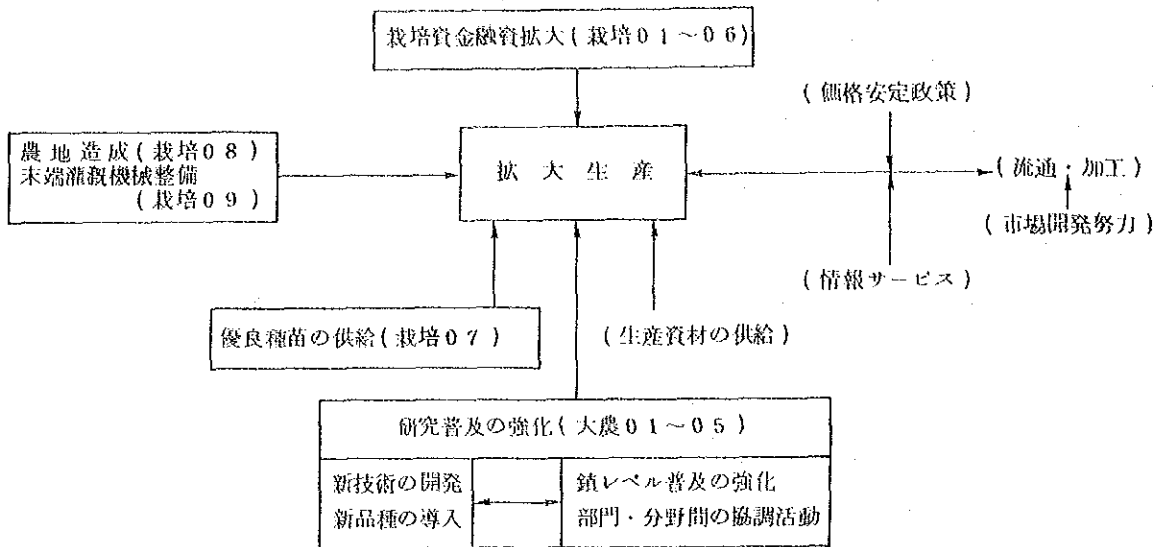 栽培資金融資拡大(栽培01～06)
(価格安定政策)
農地造成(栽培08)
末端灌漑機械整備
(栽培09)
拡大生産
(流通・加工)
(市場開発努力)
(情報サービス)
優良種苗の供給(栽培07)
(生産資材の供給)
研究普及の強化(大農01～05)
新技術の開発
新品種の導入
鎮レベル普及の強化
部門・分野間の協調活動